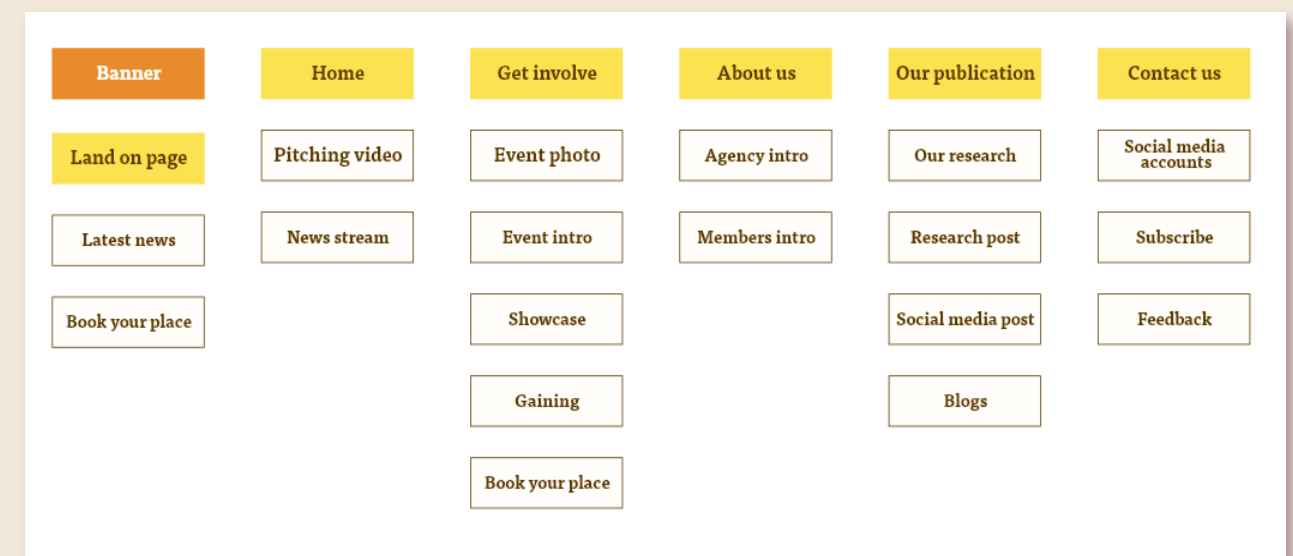 Banner
Land on page
Latest news
Book your place
Home
Pitching video
News stream
Get involve
Event photo
Event intro
Showcase
Gaining
Book your place
About us
Agency intro
Members intro
Our publication
Our research
Research post
Social media post
Blogs
Contact us
Social media
accounts
Subscribe
Feedback